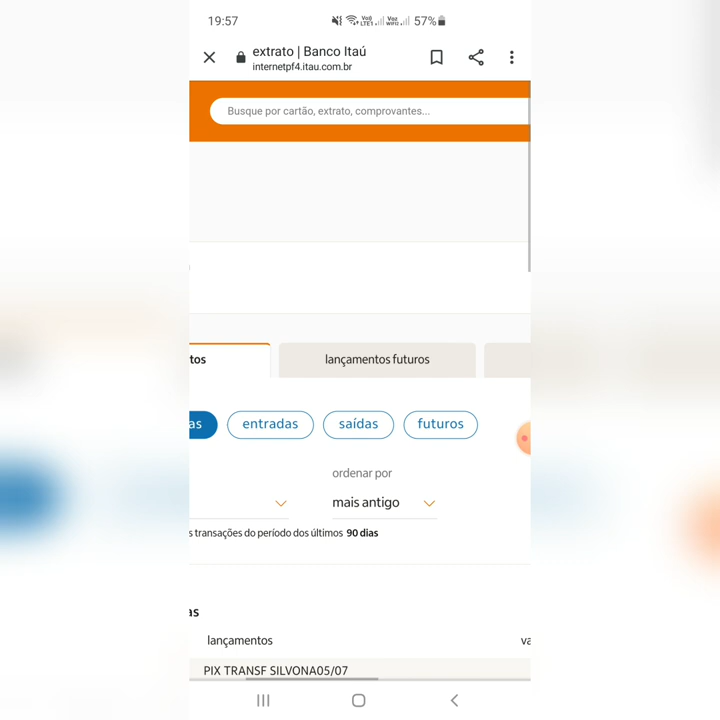 19:57
57%
extrato | Banco Itaú
internetpf4.itau.com.br
Busque por cartão, extrato, comprovantes...
tos
lançamentos futuros
as
entradas
saídas
futuros
ordenar por
mais antigo
s transações do período dos últimos 90 dias
as
lançamentos
va
PIX TRANSF SILVONA05/07